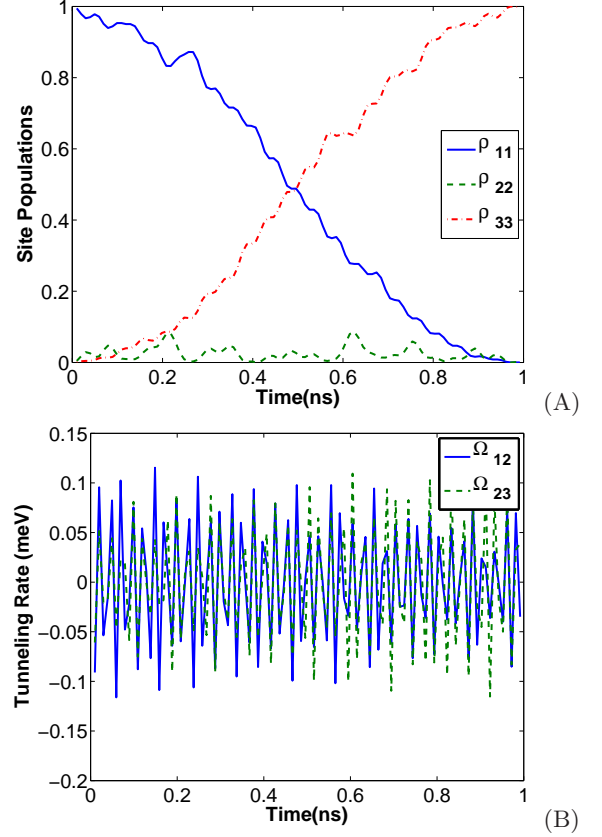 1
0.8
0.6
0.4
0.2
0
Site Populations
ρ 11
ρ 22
ρ 33
0 0.2 0.4 0.6 0.8 1
Time(ns)
(A)
0.15
0.1
0.05
0
−0.05
−0.1
−0.15
−0.2
Tunneling Rate (meV)
Ω 12
Ω 23
0 0.2 0.4 0.6 0.8 1
Time(ns)
(B)